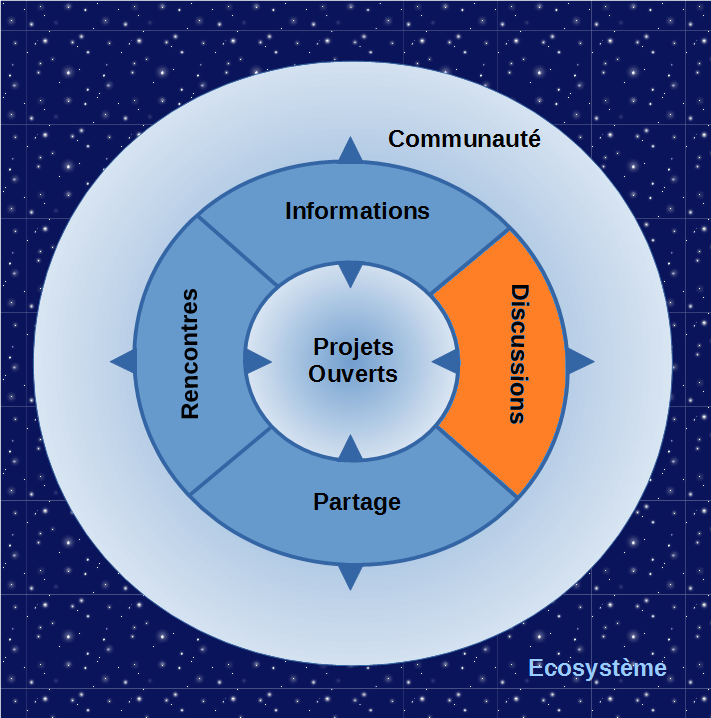 Communauté
Informations
Rencontres
Discussions
Projets
Ouverts
Partage
Ecosystème